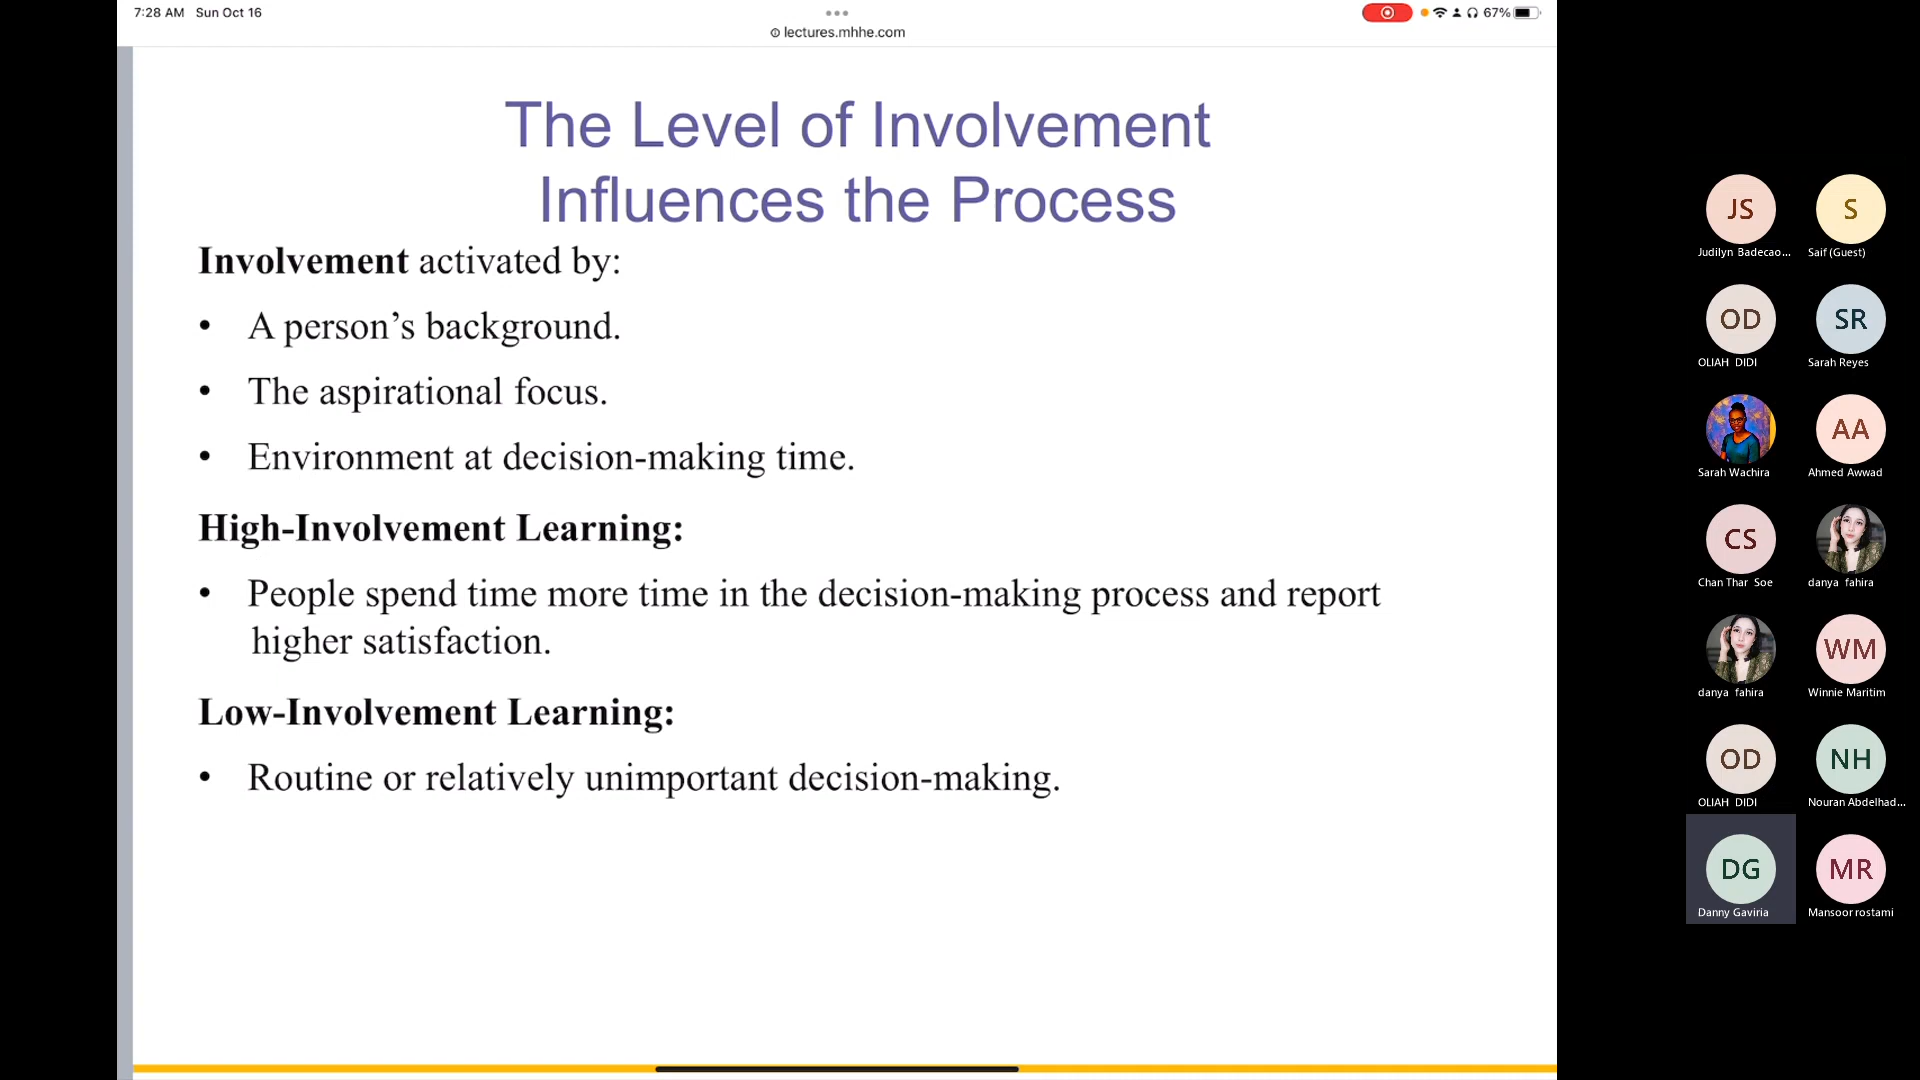 7:28 AM Sun Oct 16
67%
lectures.mhhe.com
The Level of Involvement
Influences the Process
Involvement activated by:
• A person’s background.
• The aspirational focus.
• Environment at decision-making time.
High-Involvement Learning:
• People spend time more time in the decision-making process and report
higher satisfaction.
Low-Involvement Learning:
• Routine or relatively unimportant decision-making.
JS
S
Judilyn Badecao...
Saif (Guest)
OD
SR
OLIAH DIDI
Sarah Reyes
AA
Sarah Wachira
Ahmed Awwad
CS
Chan Thar Soe
danya fahira
WM
danya fahira
Winnie Maritim
OD
NH
OLIAH DIDI
Nouran Abdelhad...
DG
MR
Danny Gaviria
Mansoor rostami